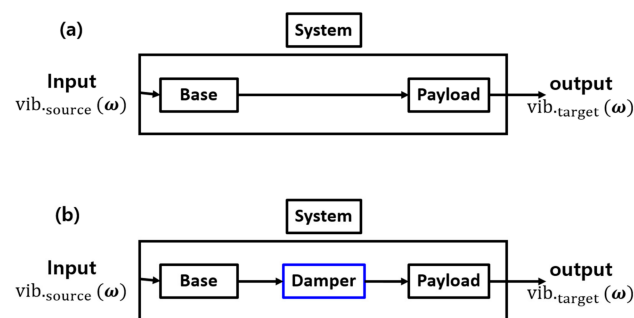 (a)
System
Input
vib.source (ω)
Base
Payload
output
vib.target (ω)
(b)
System
Input
vib.source (ω)
Base
Damper
Payload
output
vib.target (ω)